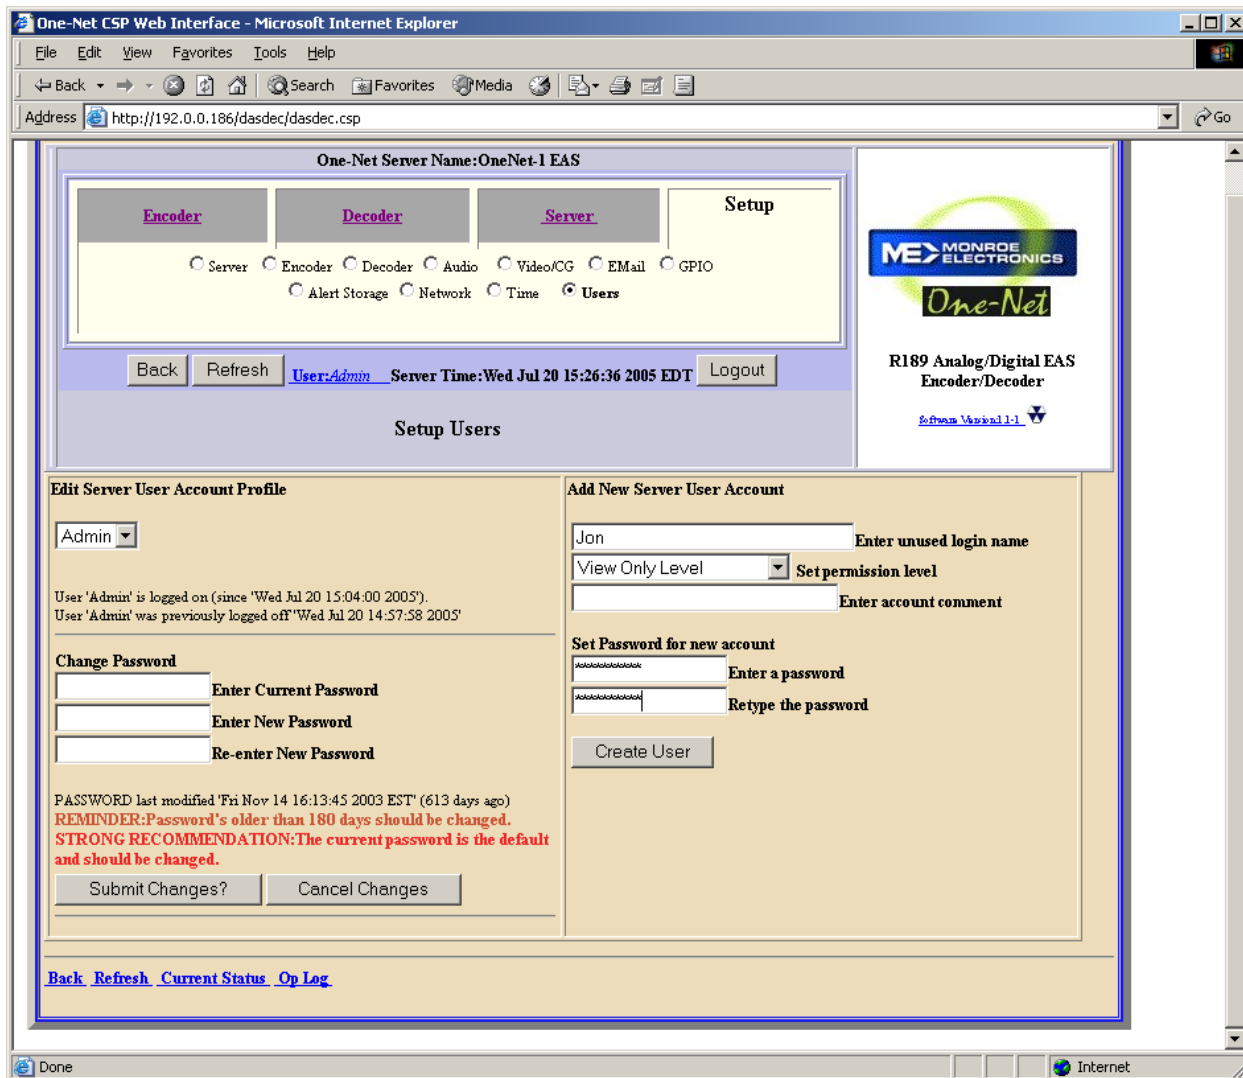 One-Net CSP Web Interface - Microsoft Internet Explorer
File Edit View Favorites Tools Help
Back Search Favorites Media
Address http://192.0.0.186/dasdec/dasdec.csp Go
One-Net Server Name:OneNet-1 EAS
Encoder Decoder Server Setup
Server Encoder Decoder Audio Video/CG EMail GPIO
Alert Storage Network Time Users
Back Refresh User:Admin Server Time:Wed Jul 20 15:26:36 2005 EDT Logout
Setup Users
ME MONROE ELECTRONICS
One-Net
R189 Analog/Digital EAS
Encoder/Decoder
Software Version1.1-1
Edit Server User Account Profile
Admin
User 'Admin' is logged on (since 'Wed Jul 20 15:04:00 2005').
User 'Admin' was previously logged off 'Wed Jul 20 14:57:58 2005'
Change Password
Enter Current Password
Enter New Password
Re-enter New Password
PASSWORD last modified 'Fri Nov 14 16:13:45 2003 EST' (613 days ago)
REMINDER:Password's older than 180 days should be changed.
STRONG RECOMMENDATION:The current password is the default
and should be changed.
Submit Changes? Cancel Changes
Add New Server User Account
Jon Enter unused login name
View Only Level Set permission level
Enter account comment
Set Password for new account
*********** Enter a password
*********** Retype the password
Create User
Back Refresh Current Status Op Log
Done Internet